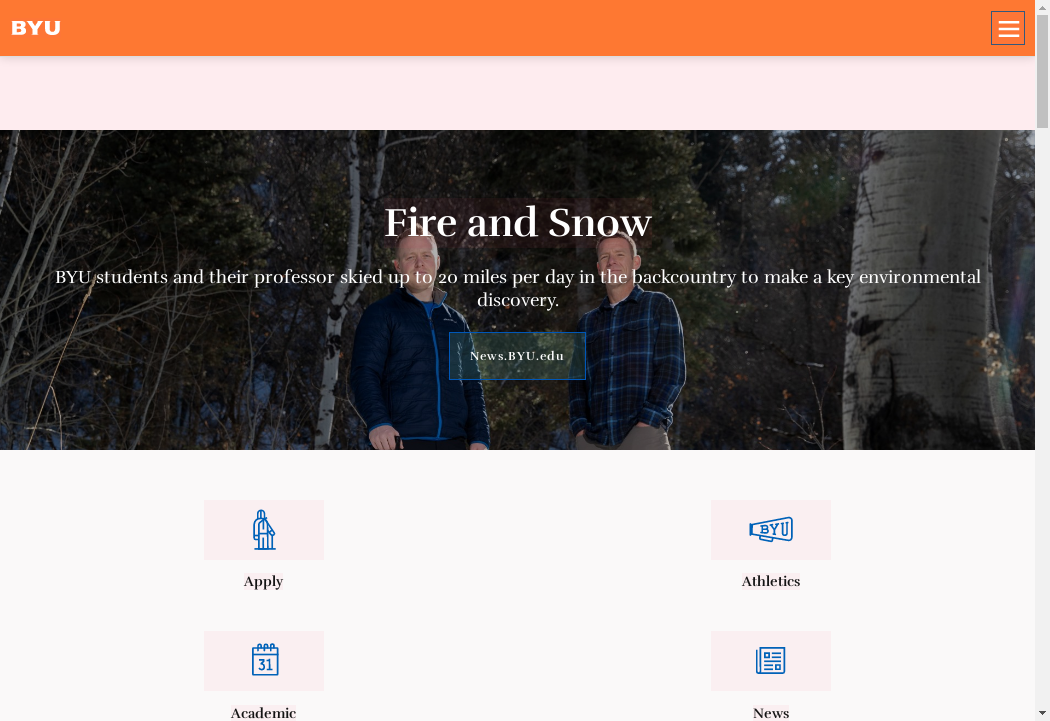 BYU
Fire and Snow
BYU students and their professor skied up to 20 miles per day in the backcountry to make a key environmental
discovery.
News.BYU.edu
BYU
Apply
Athletics
31
Academic
News